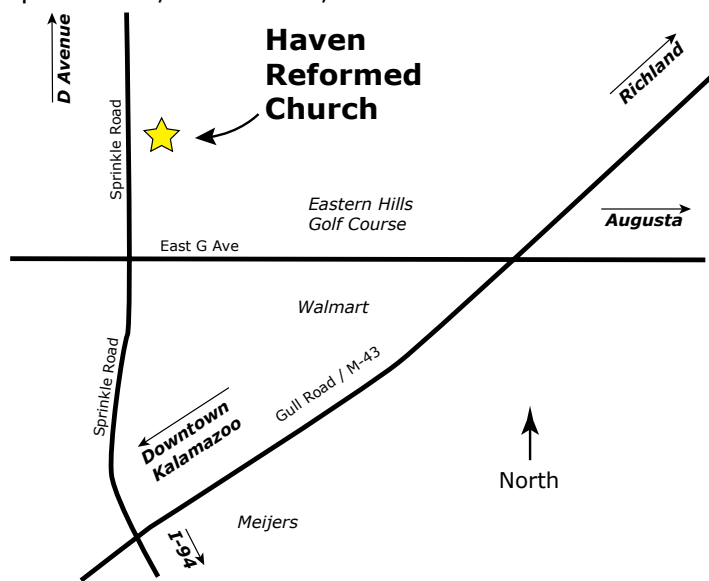 D Avenue
Haven
Reformed
Church
Richland
Sprinkle Road
Eastern Hills
Golf Course
Augusta
East G Ave
Walmart
Sprinkle Road
Gull Road / M-43
Downtown
Kalamazoo
North
Meijers
I-94